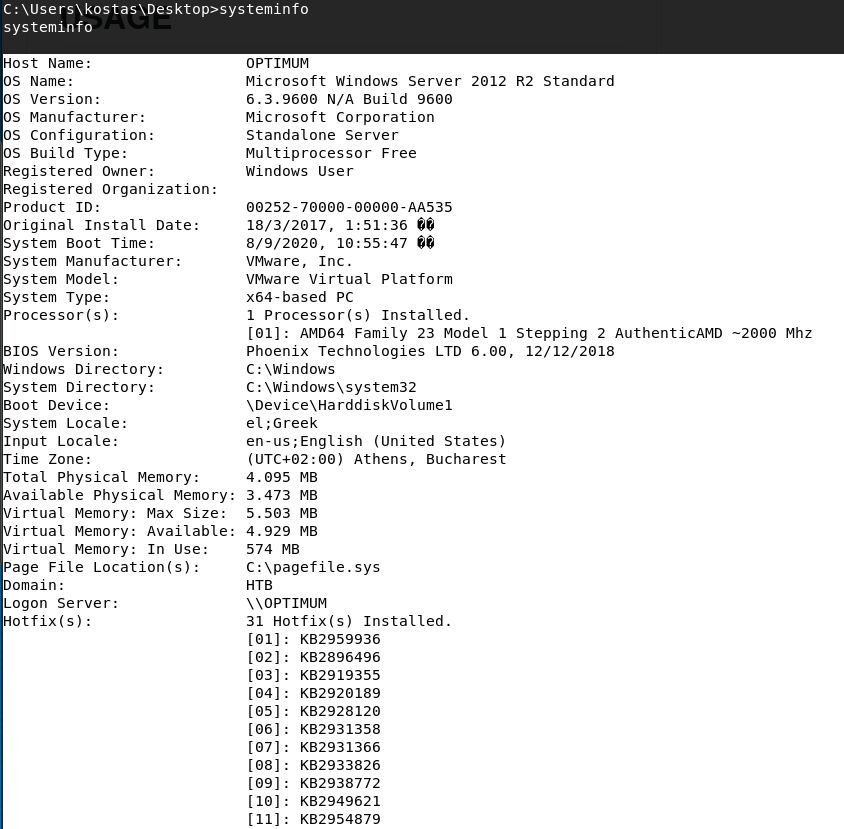 C:\Users\kostas\Desktop>systeminfo
systeminfo
USAGE
Host Name: OPTIMUM
OS Name: Microsoft Windows Server 2012 R2 Standard
OS Version: 6.3.9600 N/A Build 9600
OS Manufacturer: Microsoft Corporation
OS Configuration: Standalone Server
OS Build Type: Multiprocessor Free
Registered Owner: Windows User
Registered Organization:
Product ID: 00252-70000-00000-AA535
Original Install Date: 18/3/2017, 1:51:36 ��
System Boot Time: 8/9/2020, 10:55:47 ��
System Manufacturer: VMware, Inc.
System Model: VMware Virtual Platform
System Type: x64-based PC
Processor(s): 1 Processor(s) Installed.
[01]: AMD64 Family 23 Model 1 Stepping 2 AuthenticAMD ~2000 Mhz
BIOS Version: Phoenix Technologies LTD 6.00, 12/12/2018
Windows Directory: C:\Windows
System Directory: C:\Windows\system32
Boot Device: \Device\HarddiskVolume1
System Locale: el;Greek
Input Locale: en-us;English (United States)
Time Zone: (UTC+02:00) Athens, Bucharest
Total Physical Memory: 4.095 MB
Available Physical Memory: 3.473 MB
Virtual Memory: Max Size: 5.503 MB
Virtual Memory: Available: 4.929 MB
Virtual Memory: In Use: 574 MB
Page File Location(s): C:\pagefile.sys
Domain: HTB
Logon Server: \\OPTIMUM
Hotfix(s): 31 Hotfix(s) Installed.
[01]: KB2959936
[02]: KB2896496
[03]: KB2919355
[04]: KB2920189
[05]: KB2928120
[06]: KB2931358
[07]: KB2931366
[08]: KB2933826
[09]: KB2938772
[10]: KB2949621
[11]: KB2954879